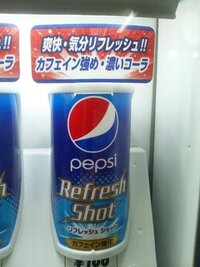 爽快・気分リフレッシュ!!
カフェイン強め・濃いコーラ
pepsi
Refresh
Shot
リフレッシュ ショット
カフェイン強化